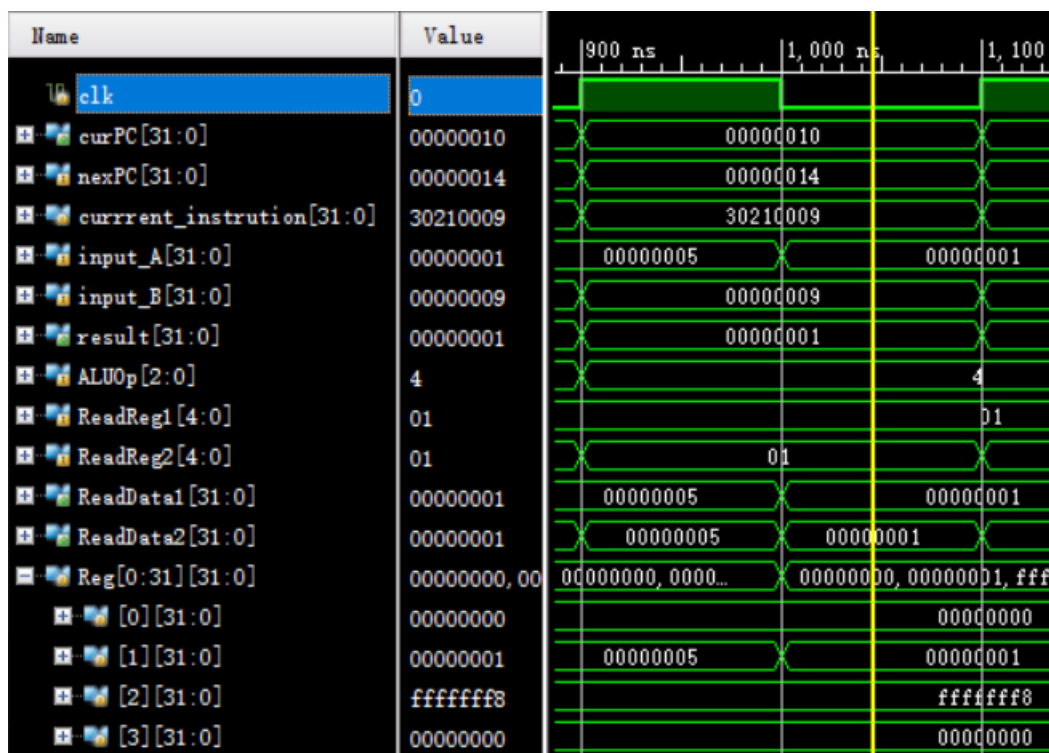 Name Value 900 ns 1,000 ns 1,100
clk 0
curPC[31:0] 00000010 00000010
nexPC[31:0] 00000014 00000014
currrent_instrution[31:0] 30210009 30210009
input_A[31:0] 00000001 00000005 00000001
input_B[31:0] 00000009 00000009
result[31:0] 00000001 00000001
ALUOp[2:0] 4 4
ReadReg1[4:0] 01 01
ReadReg2[4:0] 01 01
ReadData1[31:0] 00000001 00000005 00000001
ReadData2[31:0] 00000001 00000005 00000001
Reg[0:31][31:0] 00000000,00 00000000,0000... 00000000,00000001,fff
[0][31:0] 00000000 00000000
[1][31:0] 00000001 00000005 00000001
[2][31:0] fffffff8 fffffff8
[3][31:0] 00000000 00000000